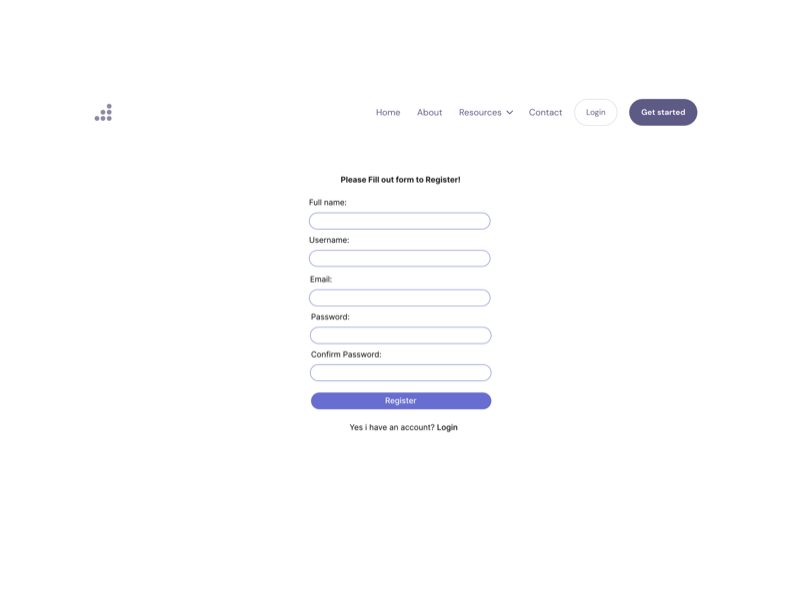 Home About Resources Contact Login Get started
Please Fill out form to Register!
Full name:
Username:
Email:
Password:
Confirm Password:
Register
Yes i have an account? Login